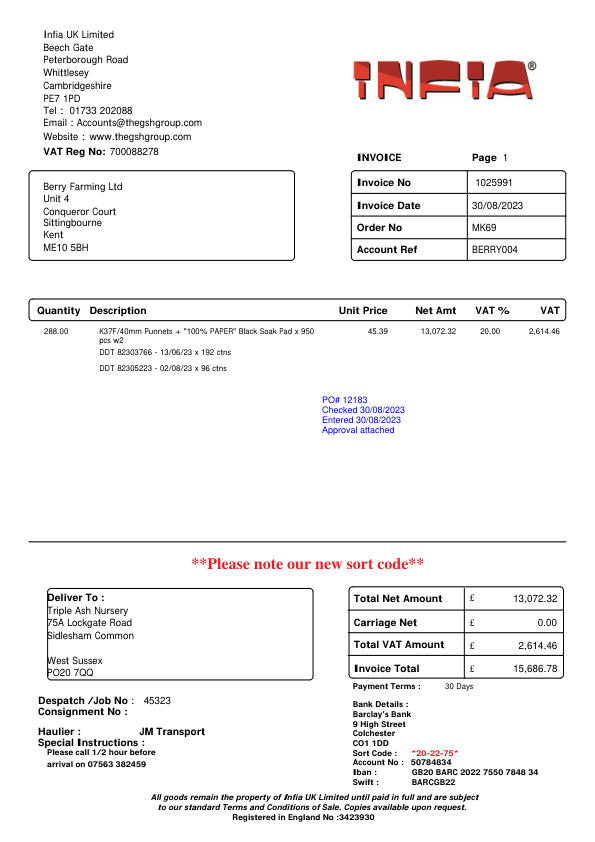 Infia UK Limited
Beech Gate
Peterborough Road
Whittlesey
Cambridgeshire
PE7 1PD
Tel : 01733 202088
Email : Accounts@thegshgroup.com
Website : www.thegshgroup.com
VAT Reg No: 700088278
INFIA®
INVOICE Page 1
Berry Farming Ltd
Unit 4
Conqueror Court
Sittingbourne
Kent
ME10 5BH
Invoice No 1025991
Invoice Date 30/08/2023
Order No MK69
Account Ref BERRY004
Quantity Description Unit Price Net Amt VAT % VAT
288.00 K37F/40mm Punnets + "100% PAPER" Black Soak Pad x 950 45.39 13,072.32 20.00 2,614.46
pcs w2
DDT 82303766 - 13/06/23 x 192 ctns
DDT 82305223 - 02/08/23 x 96 ctns
PO# 12183
Checked 30/08/2023
Entered 30/08/2023
Approval attached
**Please note our new sort code**
Deliver To :
Triple Ash Nursery
75A Lockgate Road
Sidlesham Common
West Sussex
PO20 7QQ
Total Net Amount £ 13,072.32
Carriage Net £ 0.00
Total VAT Amount £ 2,614.46
Invoice Total £ 15,686.78
Payment Terms : 30 Days
Despatch /Job No : 45323
Consignment No :
Haulier : JM Transport
Special Instructions :
Please call 1/2 hour before
arrival on 07563 382459
Bank Details :
Barclay's Bank
9 High Street
Colchester
CO1 1DD
Sort Code : *20-22-75*
Account No : 50784834
Iban : GB20 BARC 2022 7550 7848 34
Swift : BARCGB22
All goods remain the property of Infia UK Limited until paid in full and are subject
to our standard Terms and Conditions of Sale. Copies available upon request.
Registered in England No :3423930